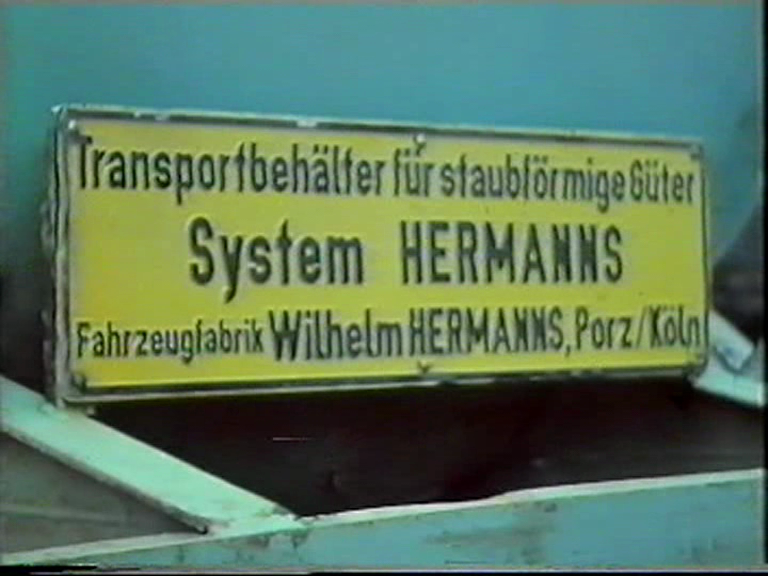 Transportbehälter für staubförmige Güter
System HERMANNS
Fahrzeugfabrik Wilhelm HERMANNS, Porz/Köln